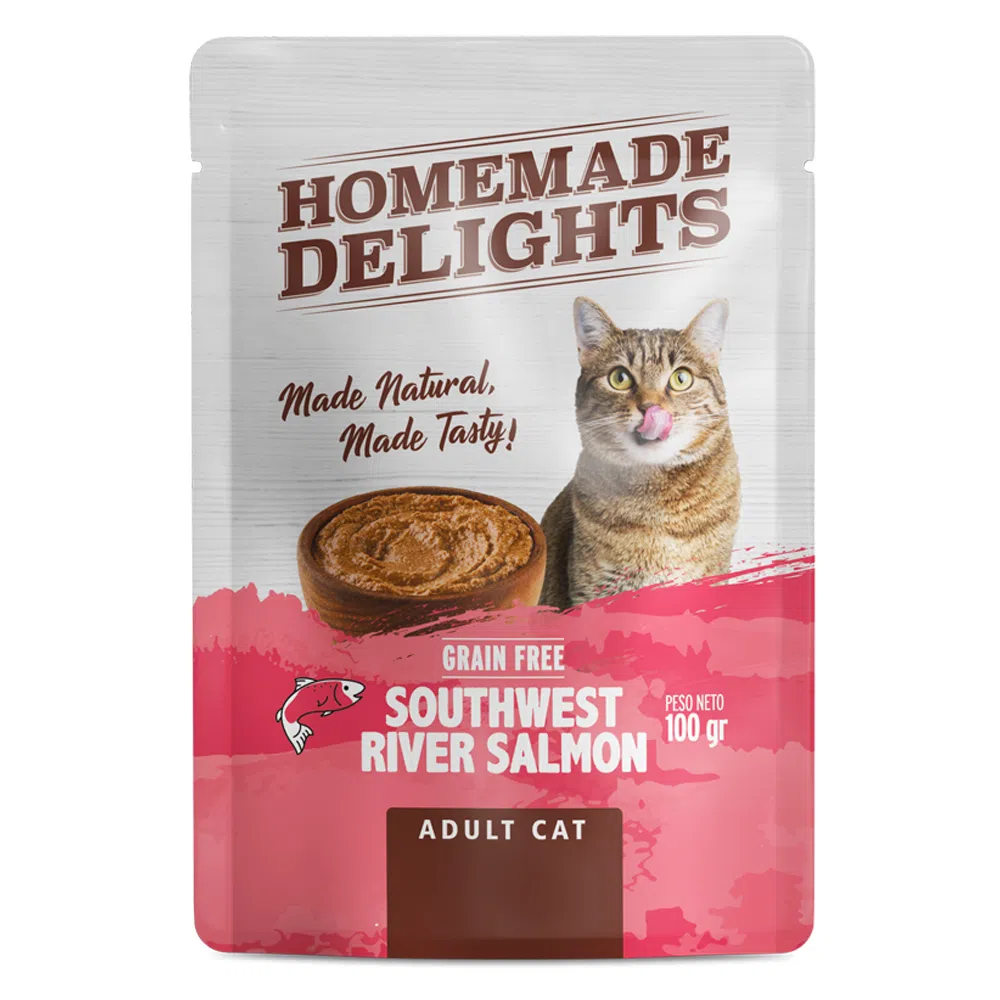 HOMEMADE
DELIGHTS
Made Natural,
Made Tasty!
GRAIN FREE
SOUTHWEST
RIVER SALMON
PESO NETO
100 gr
ADULT CAT